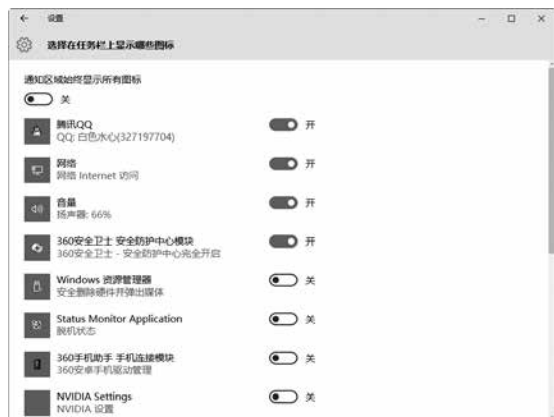 设置
选择在任务栏上显示哪些图标
通知区域始终显示所有图标
关
腾讯QQ
QQ: 白色水心(327197704)
开
网络
网络 Internet 访问
开
音量
扬声器: 66%
开
360安全卫士 安全防护中心模块
360安全卫士 - 安全防护中心完全开启
开
Windows 资源管理器
安全删除硬件并弹出媒体
关
Status Monitor Application
脱机状态
关
360手机助手 手机连接模块
360安卓手机驱动管理
关
NVIDIA Settings
NVIDIA 设置
关